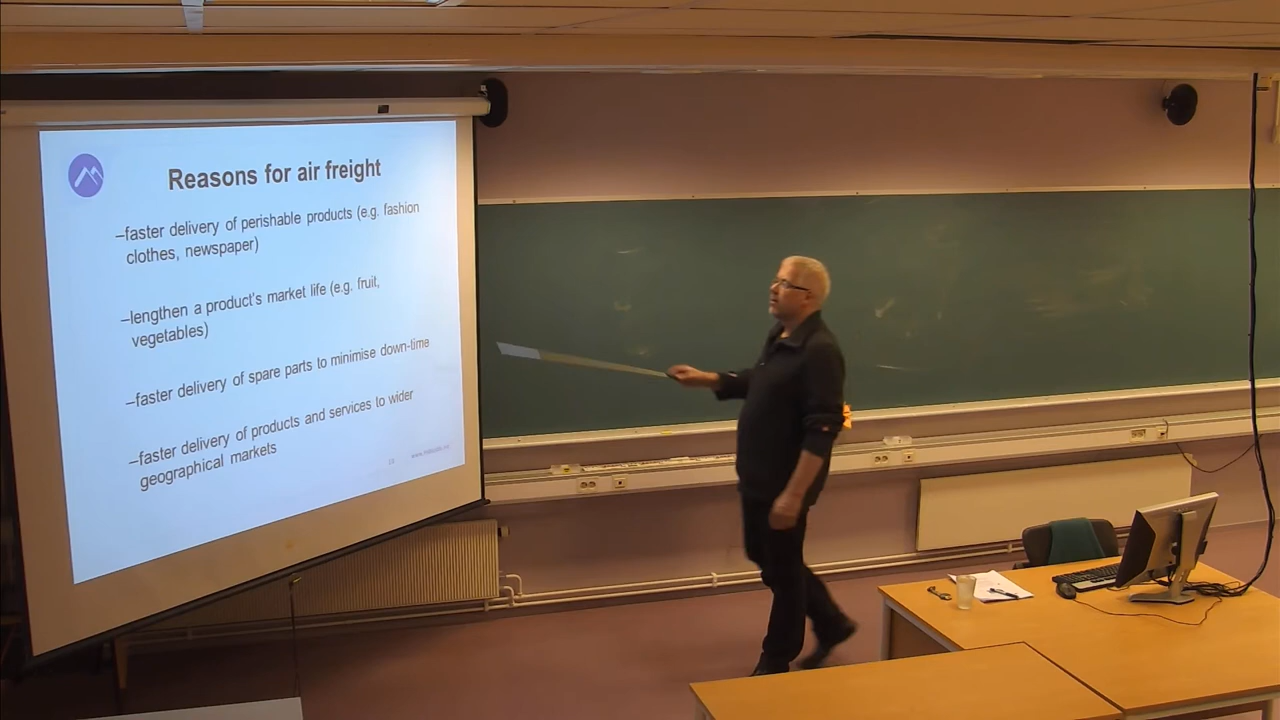 Reasons for air freight
–faster delivery of perishable products (e.g. fashion
clothes, newspaper)
–lengthen a product's market life (e.g. fruit,
vegetables)
–faster delivery of spare parts to minimise down-time
–faster delivery of products and services to wider
geographical markets